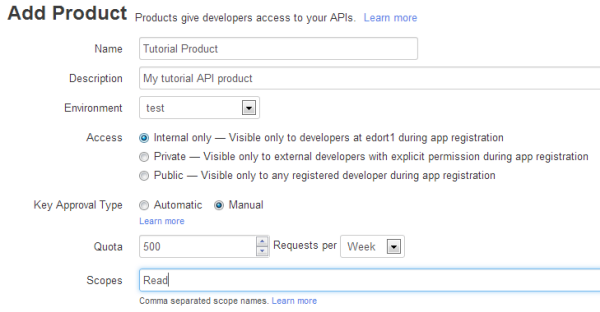 Add Product Products give developers access to your APIs. Learn more
Name Tutorial Product
Description My tutorial API product
Environment test
Access Internal only — Visible only to developers at edort1 during app registration
Private — Visible only to external developers with explicit permission during app registration
Public — Visible only to any registered developer during app registration
Key Approval Type Automatic Manual
Learn more
Quota 500 Requests per Week
Scopes Read
Comma separated scope names. Learn more